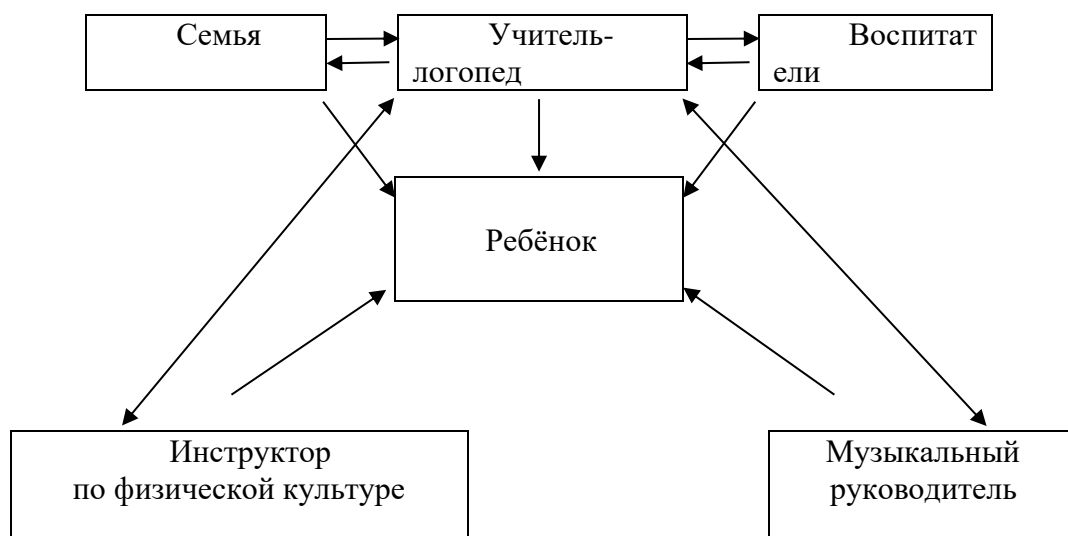 Семья
Учитель-
логопед
Воспитат
ели
Ребёнок
Инструктор
по физической культуре
Музыкальный
руководитель